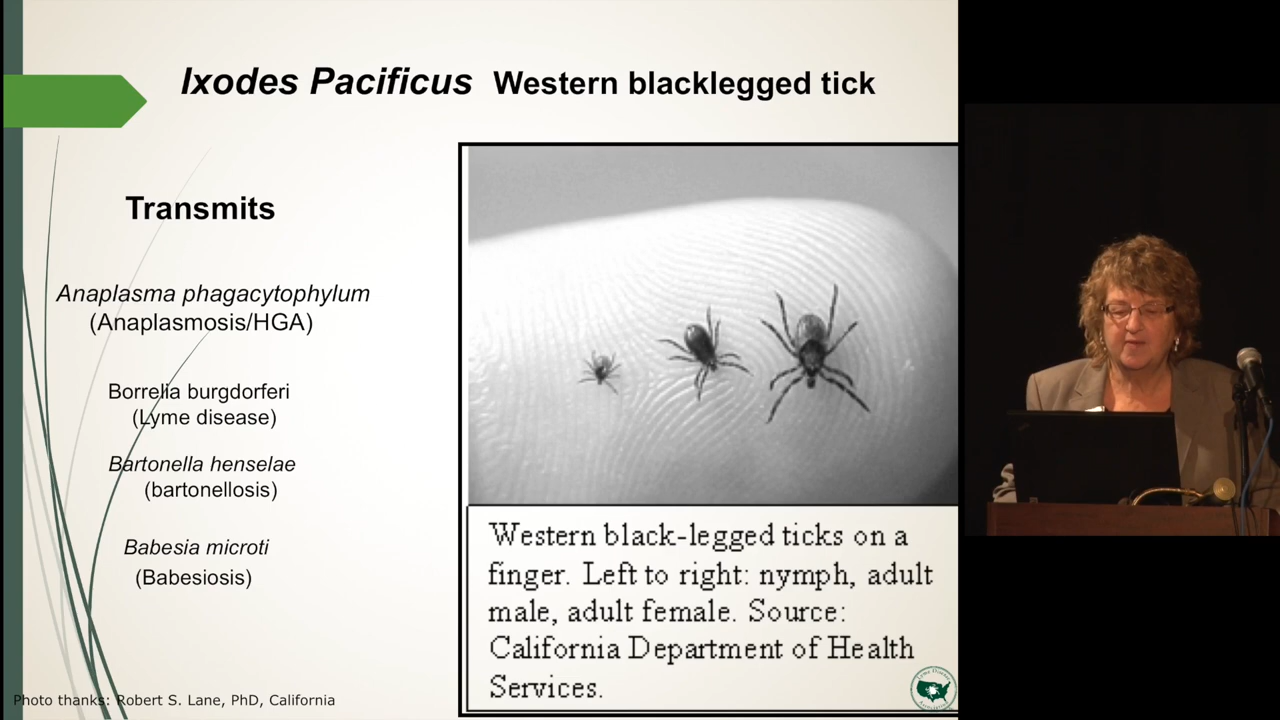 Ixodes Pacificus Western blacklegged tick
Transmits
Anaplasma phagacytophylum
(Anaplasmosis/HGA)
Borrelia burgdorferi
(Lyme disease)
Bartonella henselae
(bartonellosis)
Babesia microti
(Babesiosis)
Western black-legged ticks on a
finger. Left to right: nymph, adult
male, adult female. Source:
California Department of Health
Services.
Photo thanks: Robert S. Lane, PhD, California